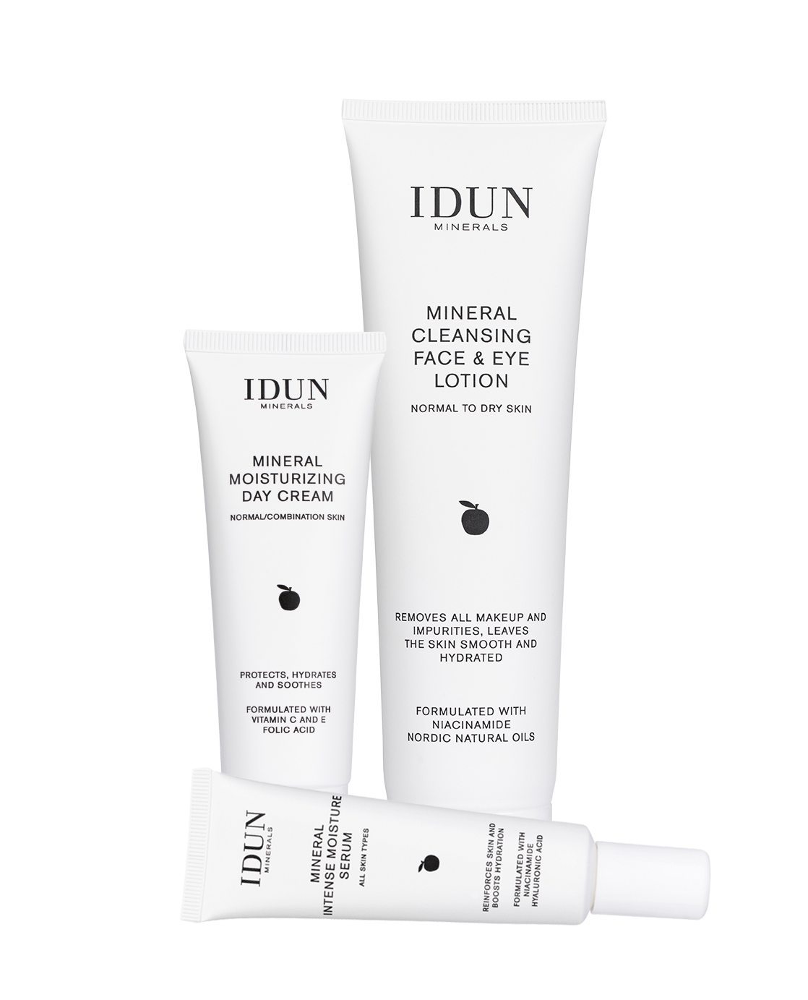 IDUN
MINERALS
MINERAL
CLEANSING
FACE & EYE
LOTION
NORMAL TO DRY SKIN
REMOVES ALL MAKEUP AND
IMPURITIES, LEAVES
THE SKIN SMOOTH AND
HYDRATED
FORMULATED WITH
NIACINAMIDE
NORDIC NATURAL OILS
IDUN
MINERALS
MINERAL
MOISTURIZING
DAY CREAM
NORMAL/COMBINATION SKIN
PROTECTS, HYDRATES
AND SOOTHES
FORMULATED WITH
VITAMIN C AND E
FOLIC ACID
IDUN
MINERALS
MINERAL
INTENSE MOISTURE
SERUM
ALL SKIN TYPES
REINFORCES SKIN AND
BOOSTS HYDRATION
FORMULATED WITH
NIACINAMIDE
HYALURONIC ACID